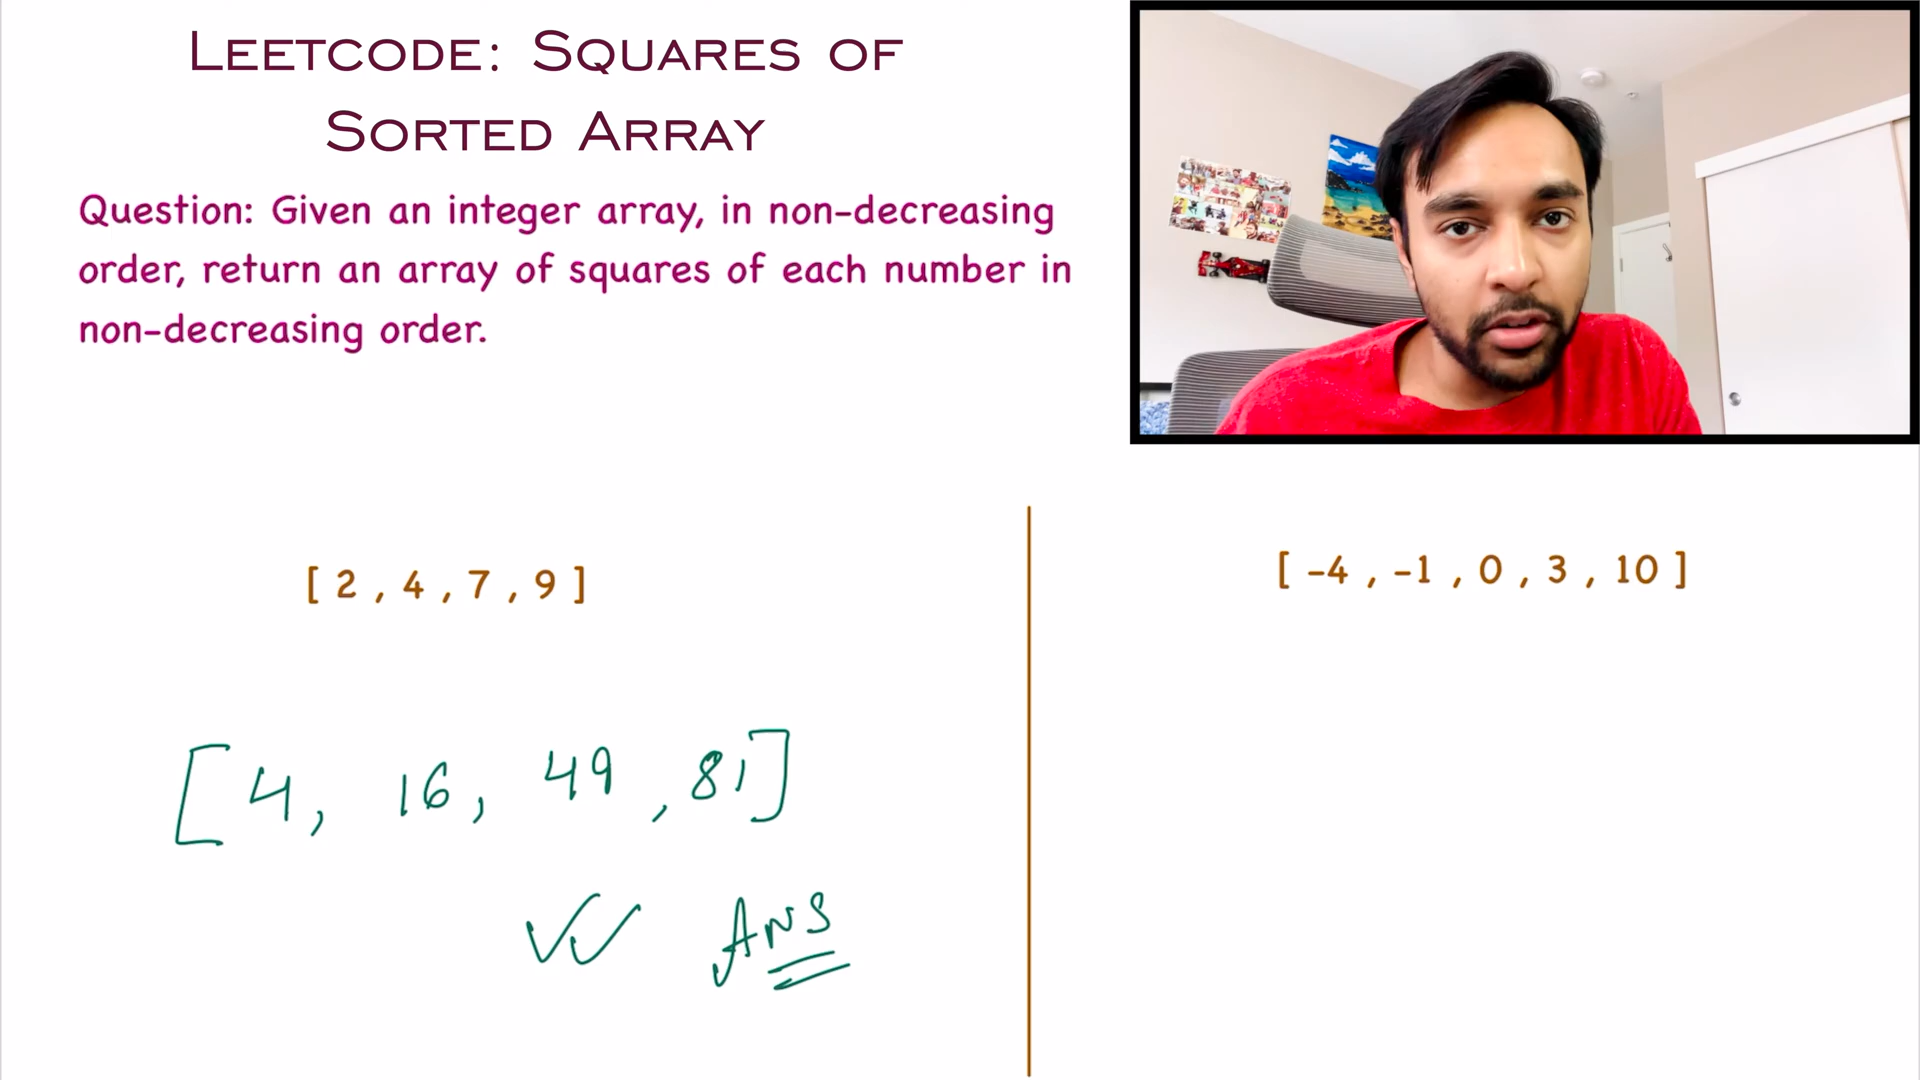 LEETCODE: SQUARES OF
SORTED ARRAY
Question: Given an integer array, in non-decreasing
order, return an array of squares of each number in
non-decreasing order.
[ 2 , 4 , 7 , 9 ]
[ 4, 16, 49 , 81 ]
Ans
[ -4 , -1 , 0 , 3 , 10 ]